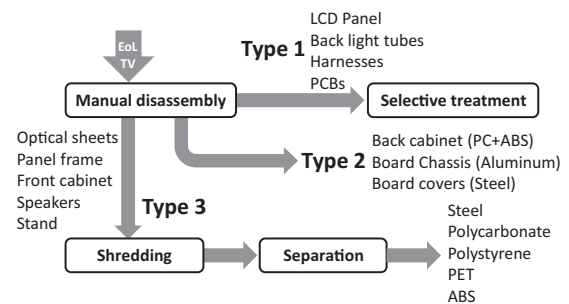 EoL
TV
Type 1
LCD Panel
Back light tubes
Harnesses
PCBs
Manual disassembly
Selective treatment
Optical sheets
Panel frame
Front cabinet
Speakers
Stand
Type 2
Back cabinet (PC+ABS)
Board Chassis (Aluminum)
Board covers (Steel)
Type 3
Shredding
Separation
Steel
Polycarbonate
Polystyrene
PET
ABS